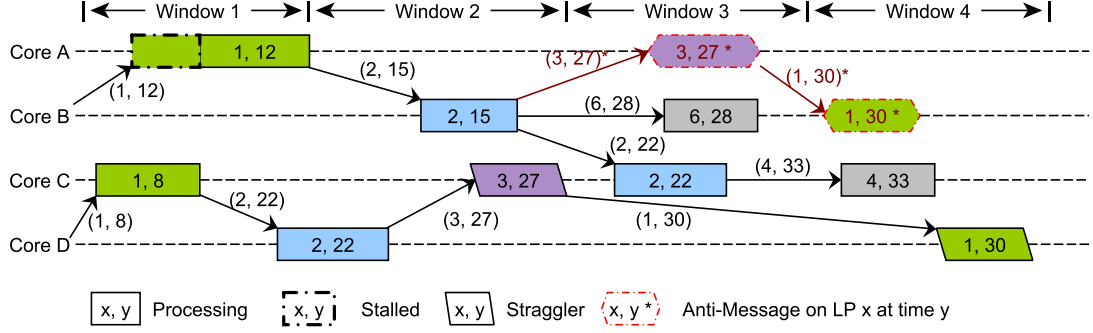 Window 1 Window 2 Window 3 Window 4
Core A 1, 12 (3, 27)* 3, 27 *
(1, 12) (2, 15) (1, 30)*
Core B 2, 15 (6, 28) 6, 28 1, 30 *
(2, 22)
Core C 1, 8 3, 27 2, 22 (4, 33) 4, 33
(1, 8) (2, 22) (3, 27) (1, 30)
Core D 2, 22 1, 30
x, y Processing x, y Stalled x, y Straggler x, y * Anti-Message on LP x at time y